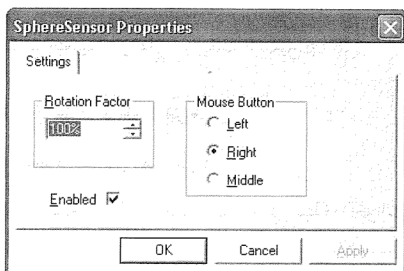 SphereSensor Properties
Settings
Rotation Factor
100%
Mouse Button
Left
Right
Middle
Enabled
OK
Cancel
Apply